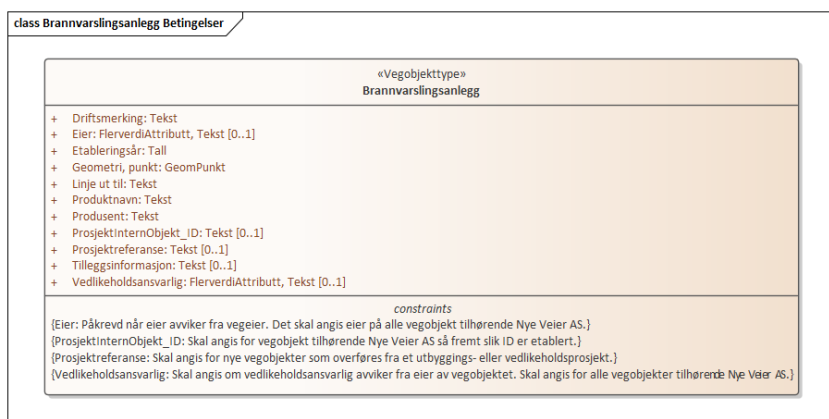 class Brannvarslingsanlegg Betingelser
«Vegobjekttype»
Brannvarslingsanlegg
+ Driftsmerking: Tekst
+ Eier: FlerverdiAttributt, Tekst [0..1]
+ Etableringsår: Tall
+ Geometri, punkt: GeomPunkt
+ Linje ut til: Tekst
+ Produktnavn: Tekst
+ Produsent: Tekst
+ ProsjektInternObjekt_ID: Tekst [0..1]
+ Prosjektreferanse: Tekst [0..1]
+ Tilleggsinformasjon: Tekst [0..1]
+ Vedlikeholdsansvarlig: FlerverdiAttributt, Tekst [0..1]
constraints
{Eier: Påkrevd når eier avviker fra vegeier. Det skal angis eier på alle vegobjekt tilhørende Nye Veier AS.}
{ProsjektInternObjekt_ID: Skal angis for vegobjekt tilhørende Nye Veier AS så fremt slik ID er etablert.}
{Prosjektreferanse: Skal angis for nye vegobjekter som overføres fra et utbyggings- eller vedlikeholdsprosjekt.}
{Vedlikeholdsansvarlig: Skal angis om vedlikeholdsansvarlig avviker fra eier av vegobjektet. Skal angis for alle vegobjekter tilhørende Nye Veier AS.}